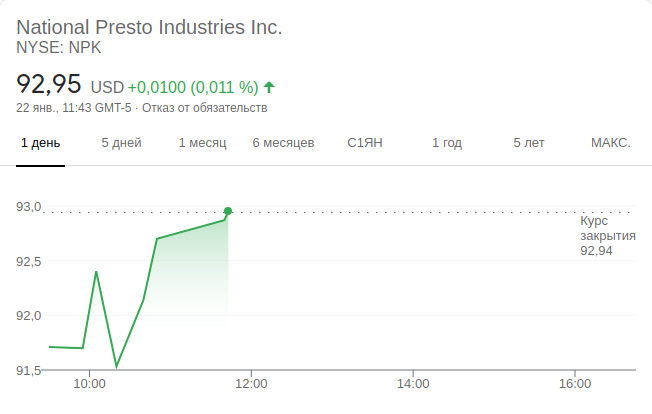 National Presto Industries Inc.
NYSE: NPK
92,95 USD +0,0100 (0,011 %)
22 янв., 11:43 GMT-5 · Отказ от обязательств
1 день 5 дней 1 месяц 6 месяцев С1ЯН 1 год 5 лет МАКС.
93,0
Курс
закрытия
92,94
92,5
92,0
91,5
10:00 12:00 14:00 16:00